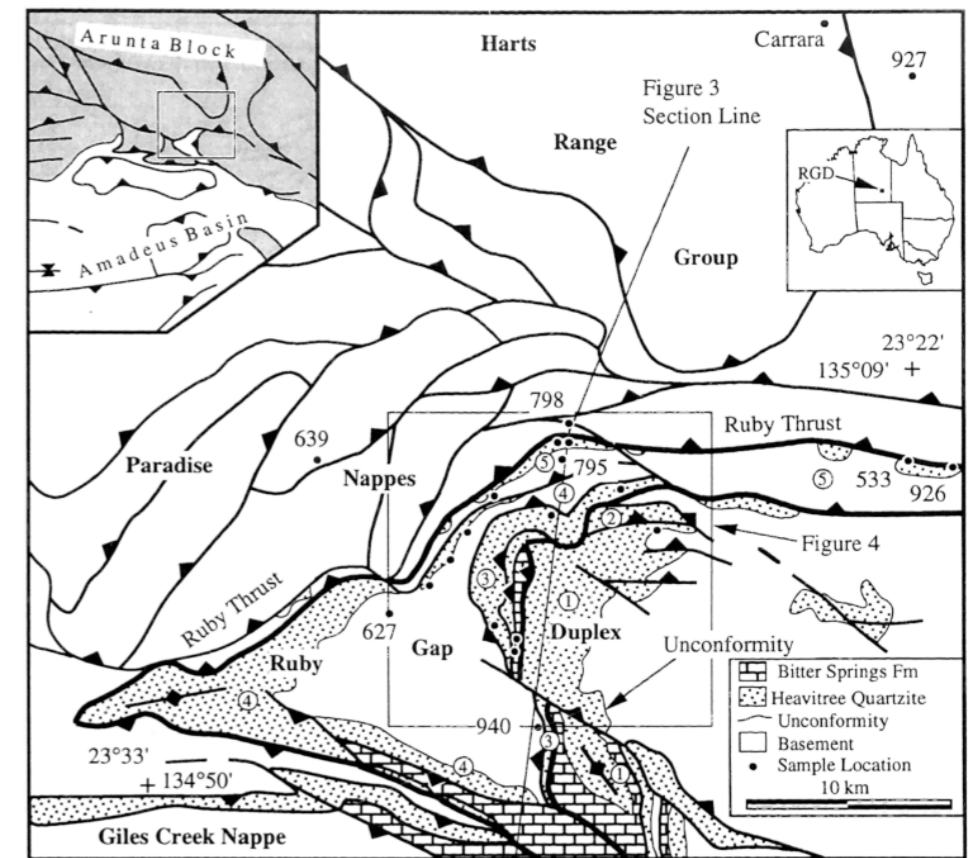 Arunta Block
Amadeus Basin
Harts
Carrara
927
Figure 3
Section Line
Range
RGD
Group
23°22'
135°09' +
798
Ruby Thrust
639
Paradise
Nappes
⑤
795
④
⑤
533
926
②
Figure 4
③
①
Ruby Thrust
627
Gap
Duplex
Unconformity
Ruby
④
940
③
④
①
23°33'
+ 134°50'
Giles Creek Nappe
Bitter Springs Fm
Heavitree Quartzite
Unconformity
Basement
Sample Location
10 km